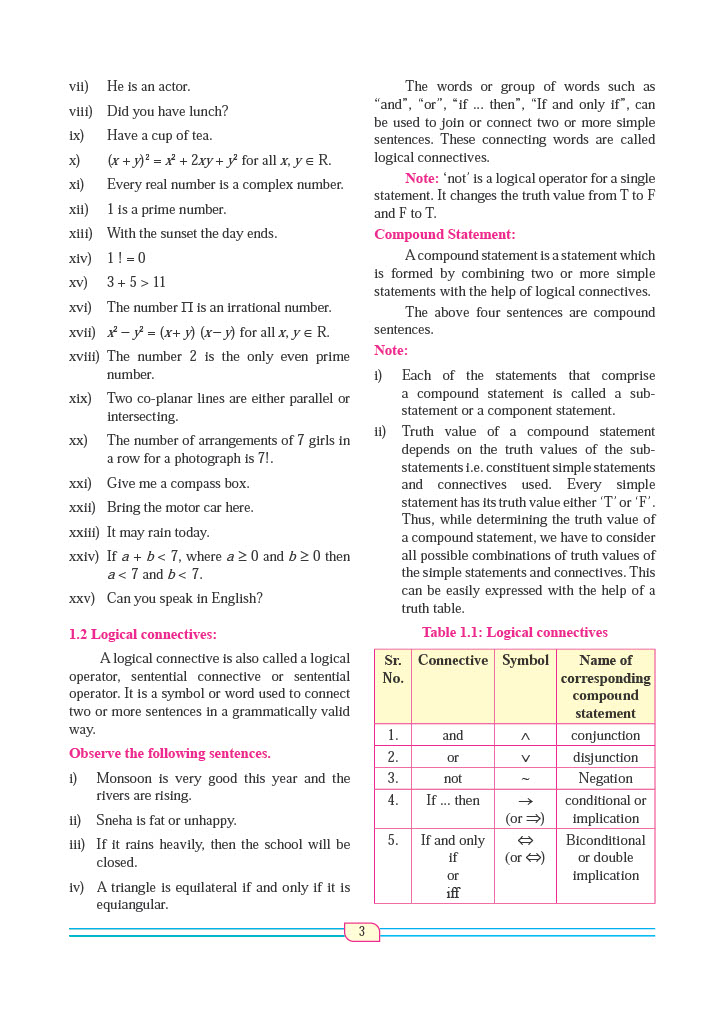 vii) He is an actor.
viii) Did you have lunch?
ix) Have a cup of tea.
x) (x + y)² = x² + 2xy + y² for all x, y ∈ R.
xi) Every real number is a complex number.
xii) 1 is a prime number.
xiii) With the sunset the day ends.
xiv) 1 ! = 0
xv) 3 + 5 > 11
xvi) The number Π is an irrational number.
xvii) x² − y² = (x + y) (x − y) for all x, y ∈ R.
xviii) The number 2 is the only even prime
number.
xix) Two co-planar lines are either parallel or
intersecting.
xx) The number of arrangements of 7 girls in
a row for a photograph is 7!.
xxi) Give me a compass box.
xxii) Bring the motor car here.
xxiii) It may rain today.
xxiv) If a + b < 7, where a ≥ 0 and b ≥ 0 then
a < 7 and b < 7.
xxv) Can you speak in English?
1.2 Logical connectives:
A logical connective is also called a logical
operator, sentential connective or sentential
operator. It is a symbol or word used to connect
two or more sentences in a grammatically valid
way.
Observe the following sentences.
i) Monsoon is very good this year and the
rivers are rising.
ii) Sneha is fat or unhappy.
iii) If it rains heavily, then the school will be
closed.
iv) A triangle is equilateral if and only if it is
equiangular.
The words or group of words such as
“and”, “or”, “if ... then”, “If and only if”, can
be used to join or connect two or more simple
sentences. These connecting words are called
logical connectives.
Note: ‘not’ is a logical operator for a single
statement. It changes the truth value from T to F
and F to T.
Compound Statement:
A compound statement is a statement which
is formed by combining two or more simple
statements with the help of logical connectives.
The above four sentences are compound
sentences.
Note:
i) Each of the statements that comprise
a compound statement is called a sub-
statement or a component statement.
ii) Truth value of a compound statement
depends on the truth values of the sub-
statements i.e. constituent simple statements
and connectives used. Every simple
statement has its truth value either ‘T’ or ‘F’.
Thus, while determining the truth value of
a compound statement, we have to consider
all possible combinations of truth values of
the simple statements and connectives. This
can be easily expressed with the help of a
truth table.
Table 1.1: Logical connectives
Sr. Connective Symbol Name of
No. corresponding
compound
statement
1. and ∧ conjunction
2. or ∨ disjunction
3. not ~ Negation
4. If ... then → conditional or
(or ⇒) implication
5. If and only ⇔ Biconditional
if (or ⇔) or double
or implication
iff
3